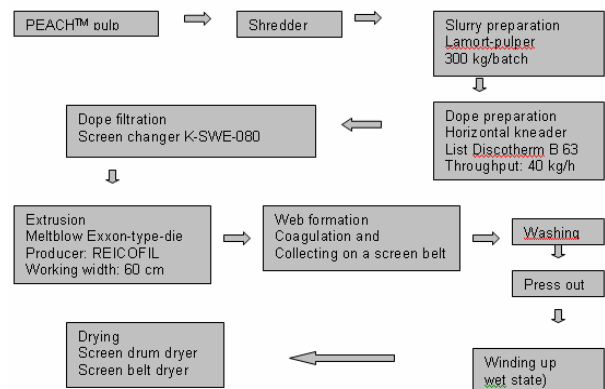 PEACH™ pulp
Shredder
Slurry preparation
Lamort-pulper
300 kg/batch
Dope preparation
Horizontal kneader
List Discotherm B 63
Throughput: 40 kg/h
Dope filtration
Screen changer K-SWE-080
Extrusion
Meltblow Exxon-type-die
Producer: REICOFIL
Working width: 60 cm
Web formation
Coagulation and
Collecting on a screen belt
Washing
Press out
Winding up
wet state)
Drying
Screen drum dryer
Screen belt dryer